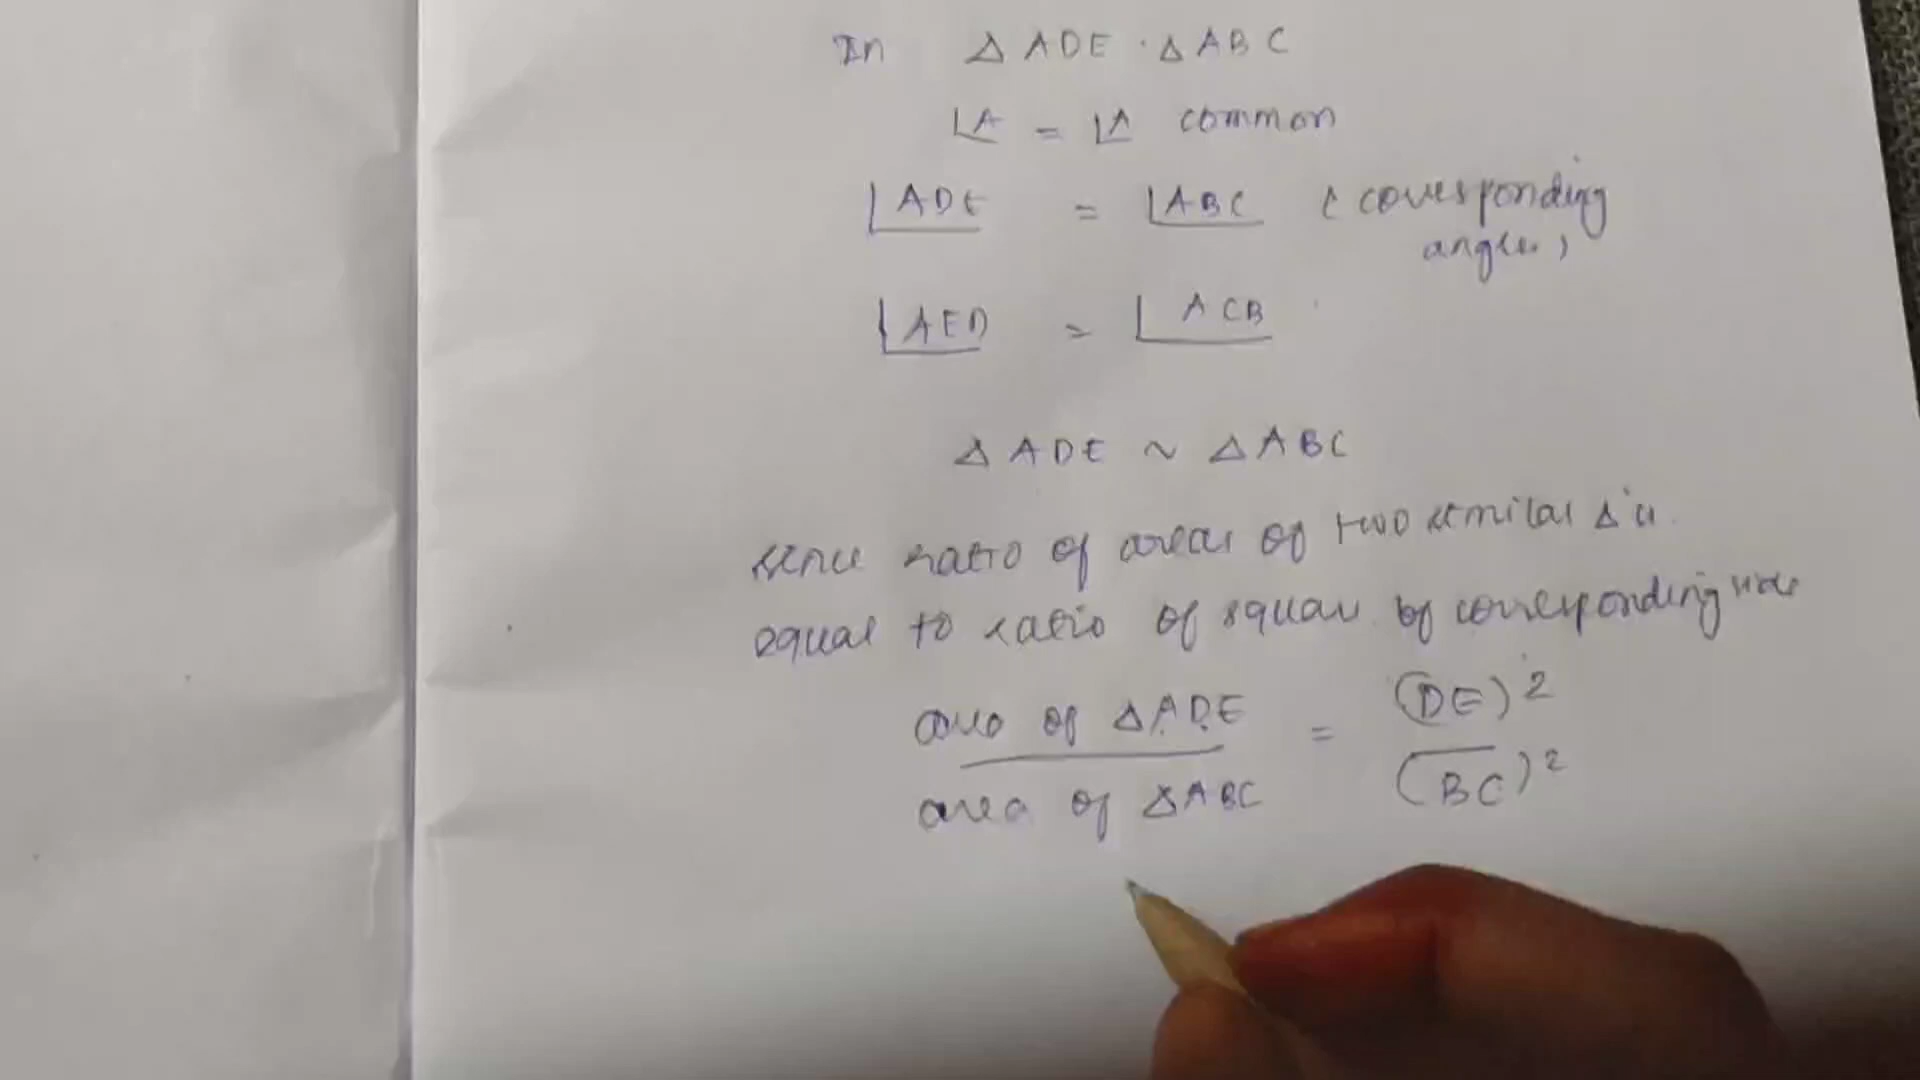 In △ ADE . △ ABC
∠A = ∠A common
∠ADE = ∠ABC (corresponding
angles)
∠AED = ∠ACB
△ ADE ~ △ ABC
since ratio of areas of two similar △'s
equal to ratio of square of corresponding sides
area of △ADE = (DE)²
area of △ABC (BC)²